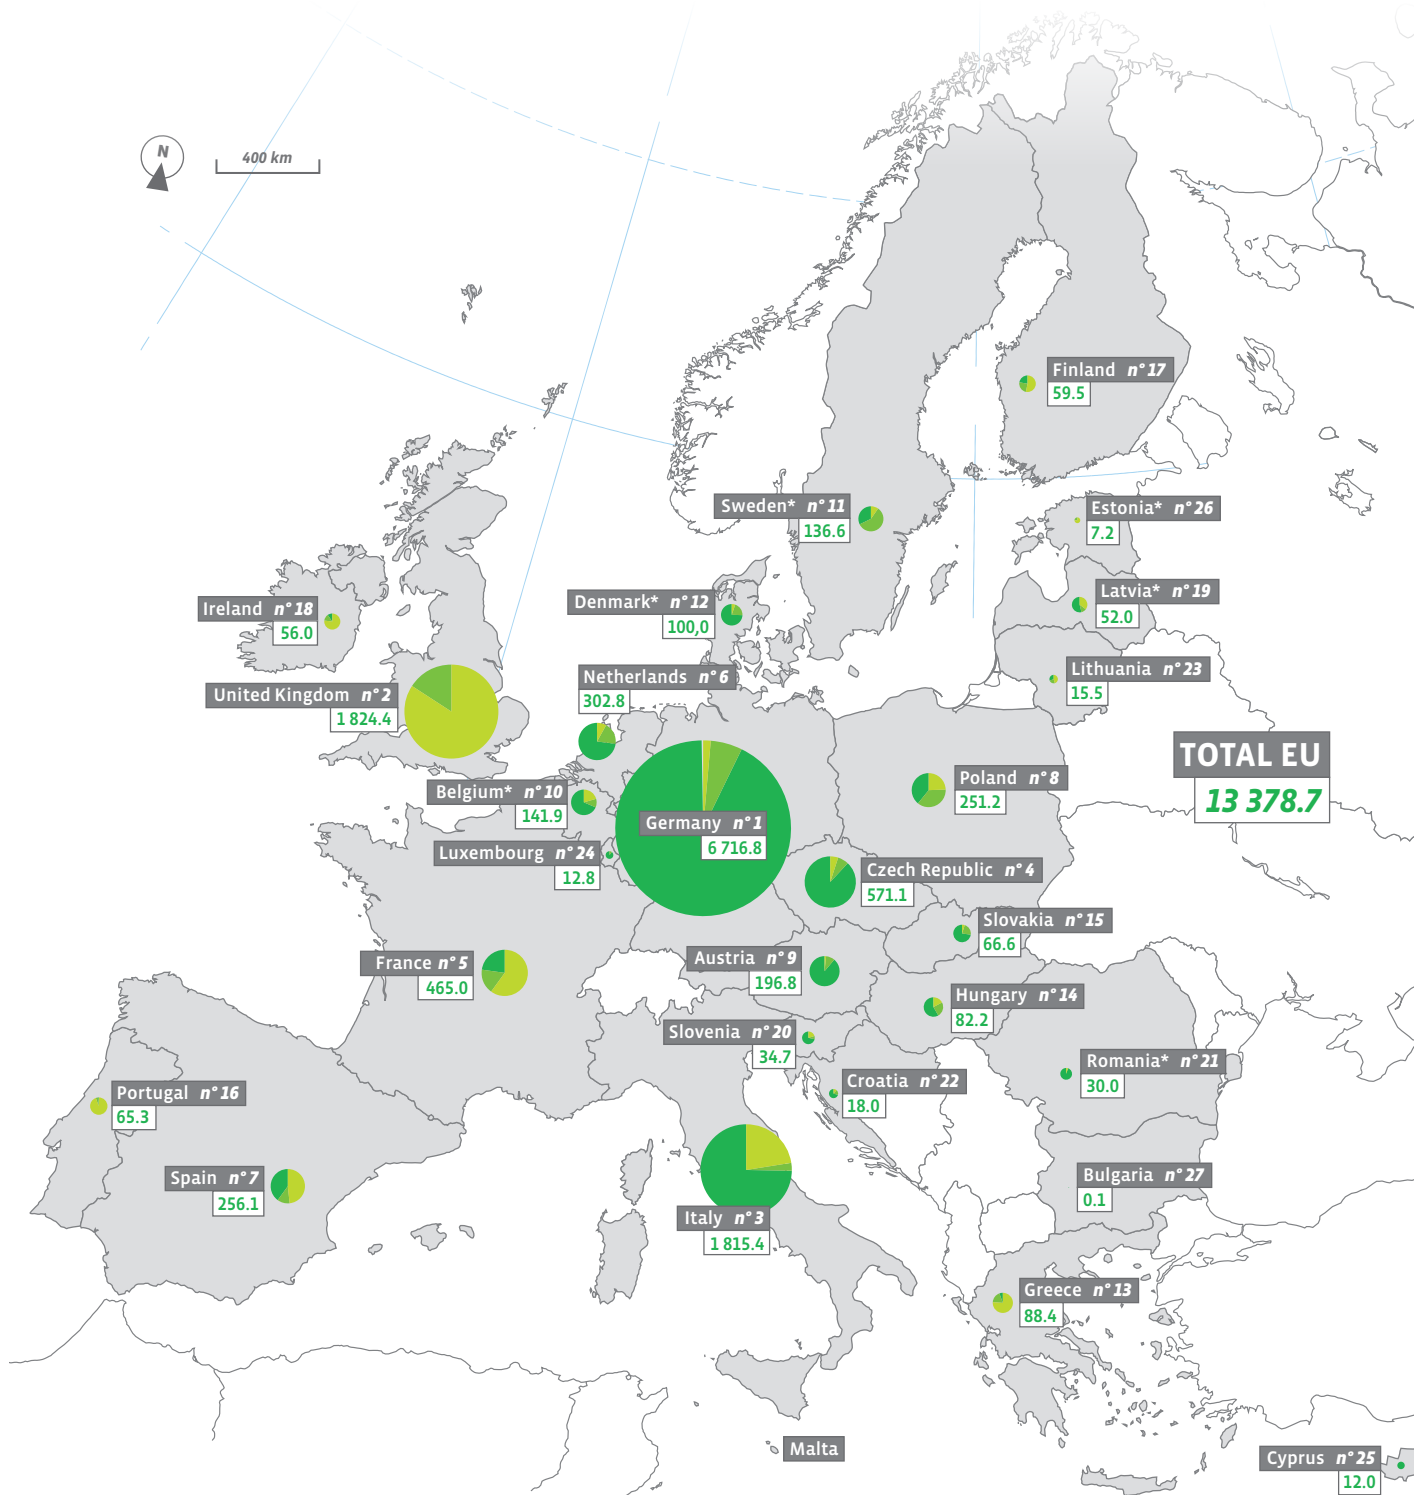 N
400 km
Finland n° 17
59.5
Sweden* n° 11
136.6
Estonia* n° 26
7.2
Latvia* n° 19
52.0
Ireland n° 18
56.0
Denmark* n° 12
100,0
Lithuania n° 23
15.5
Netherlands n° 6
302.8
United Kingdom n° 2
1 824.4
TOTAL EU
13 378.7
Poland n° 8
251.2
Belgium* n° 10
141.9
Germany n° 1
6 716.8
Luxembourg n° 24
12.8
Czech Republic n° 4
571.1
Slovakia n° 15
66.6
France n° 5
465.0
Austria n° 9
196.8
Hungary n° 14
82.2
Slovenia n° 20
34.7
Romania* n° 21
30.0
Croatia n° 22
18.0
Portugal n° 16
65.3
Spain n° 7
256.1
Bulgaria n° 27
0.1
Italy n° 3
1 815.4
Greece n° 13
88.4
Malta
Cyprus n° 25
12.0